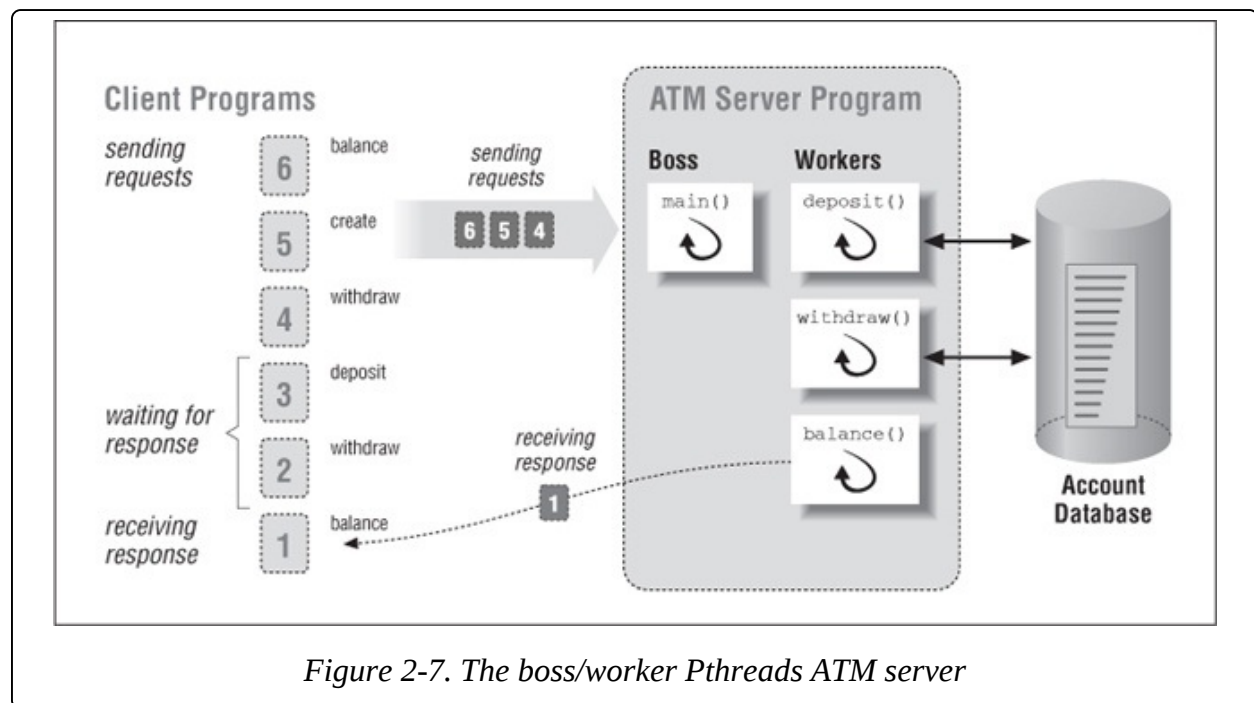 Client Programs
sending
requests
6
balance
5
create
4
withdraw
waiting for
response
3
deposit
2
withdraw
receiving
response
1
balance
sending
requests
6 5 4
receiving
response
1
ATM Server Program
Boss
Workers
main()
deposit()
withdraw()
balance()
Account
Database
Figure 2-7. The boss/worker Pthreads ATM server